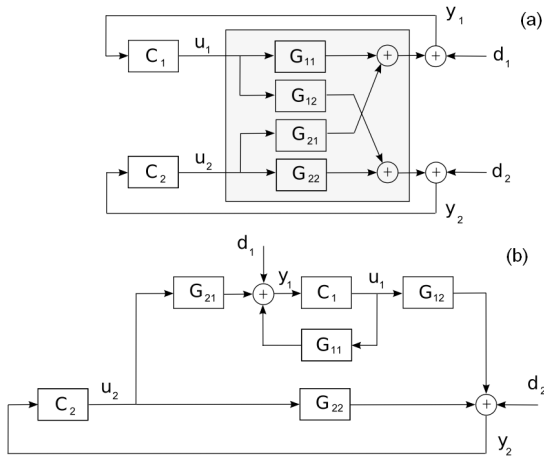 y₁
(a)
C₁ u₁ G₁₁ + + d₁
G₁₂
G₂₁
C₂ u₂ G₂₂ + + d₂
y₂
(b)
d₁
G₂₁ + y₁ C₁ u₁ G₁₂
G₁₁
C₂ u₂ G₂₂ + d₂
y₂